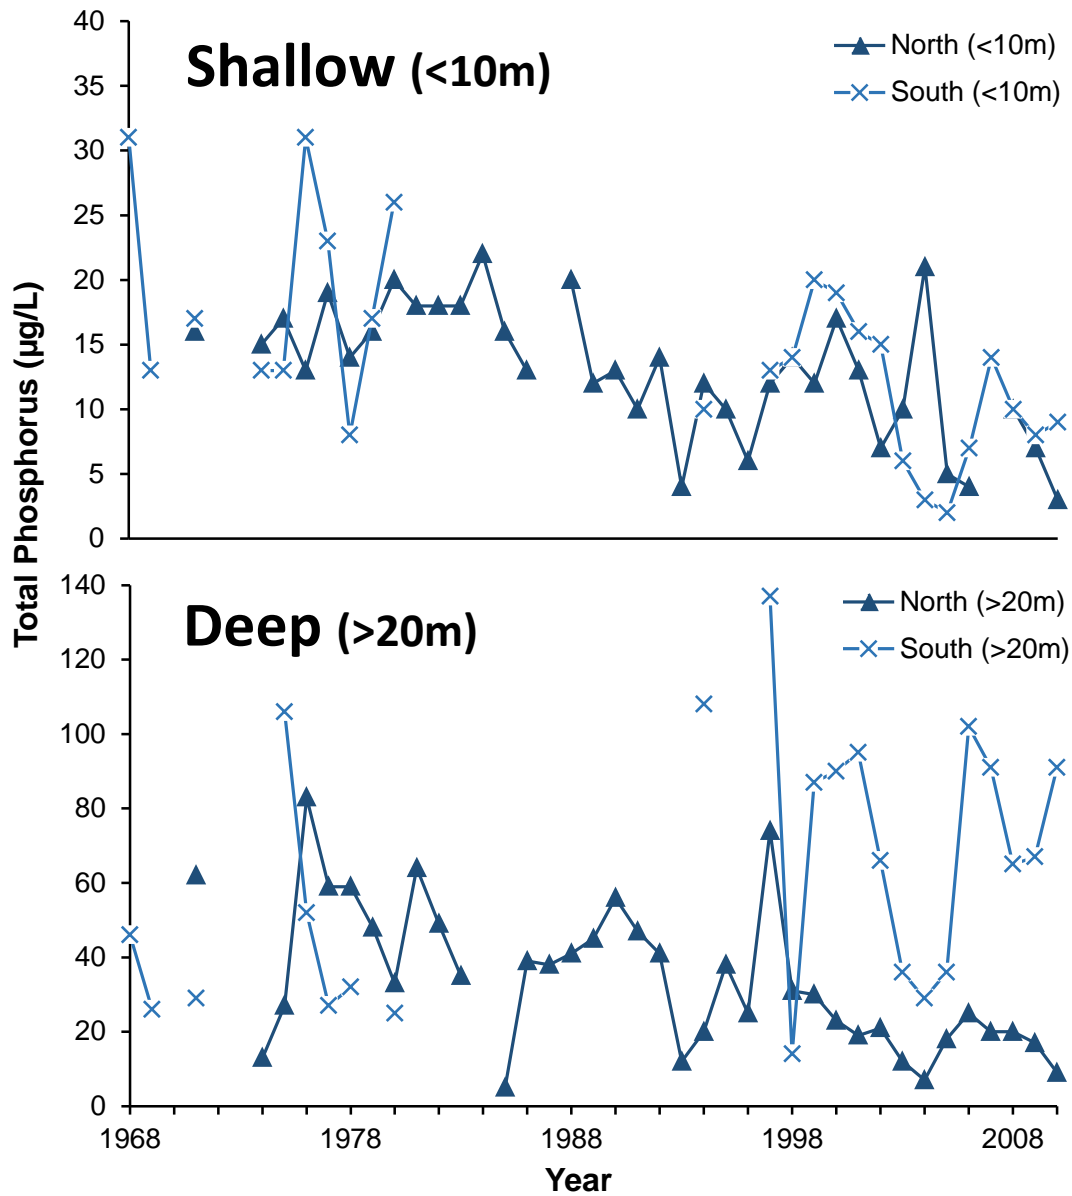 40
Shallow (<10m)
North (<10m)
35
South (<10m)
30
25
20
15
10
5
0
Total Phosphorus (µg/L)
140
Deep (>20m)
North (>20m)
120
South (>20m)
100
80
60
40
20
0
1968 1978 1988 1998 2008
Year